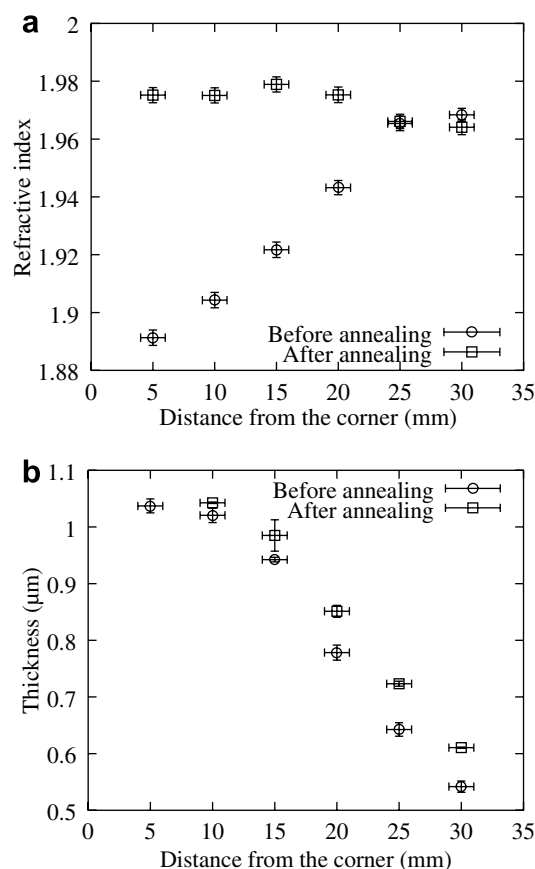 a
2
1.98
1.96
1.94
1.92
1.9
1.88
Refractive index
Before annealing
After annealing
0 5 10 15 20 25 30 35
Distance from the corner (mm)
b
1.1
1
0.9
0.8
0.7
0.6
0.5
Thickness (µm)
Before annealing
After annealing
0 5 10 15 20 25 30 35
Distance from the corner (mm)